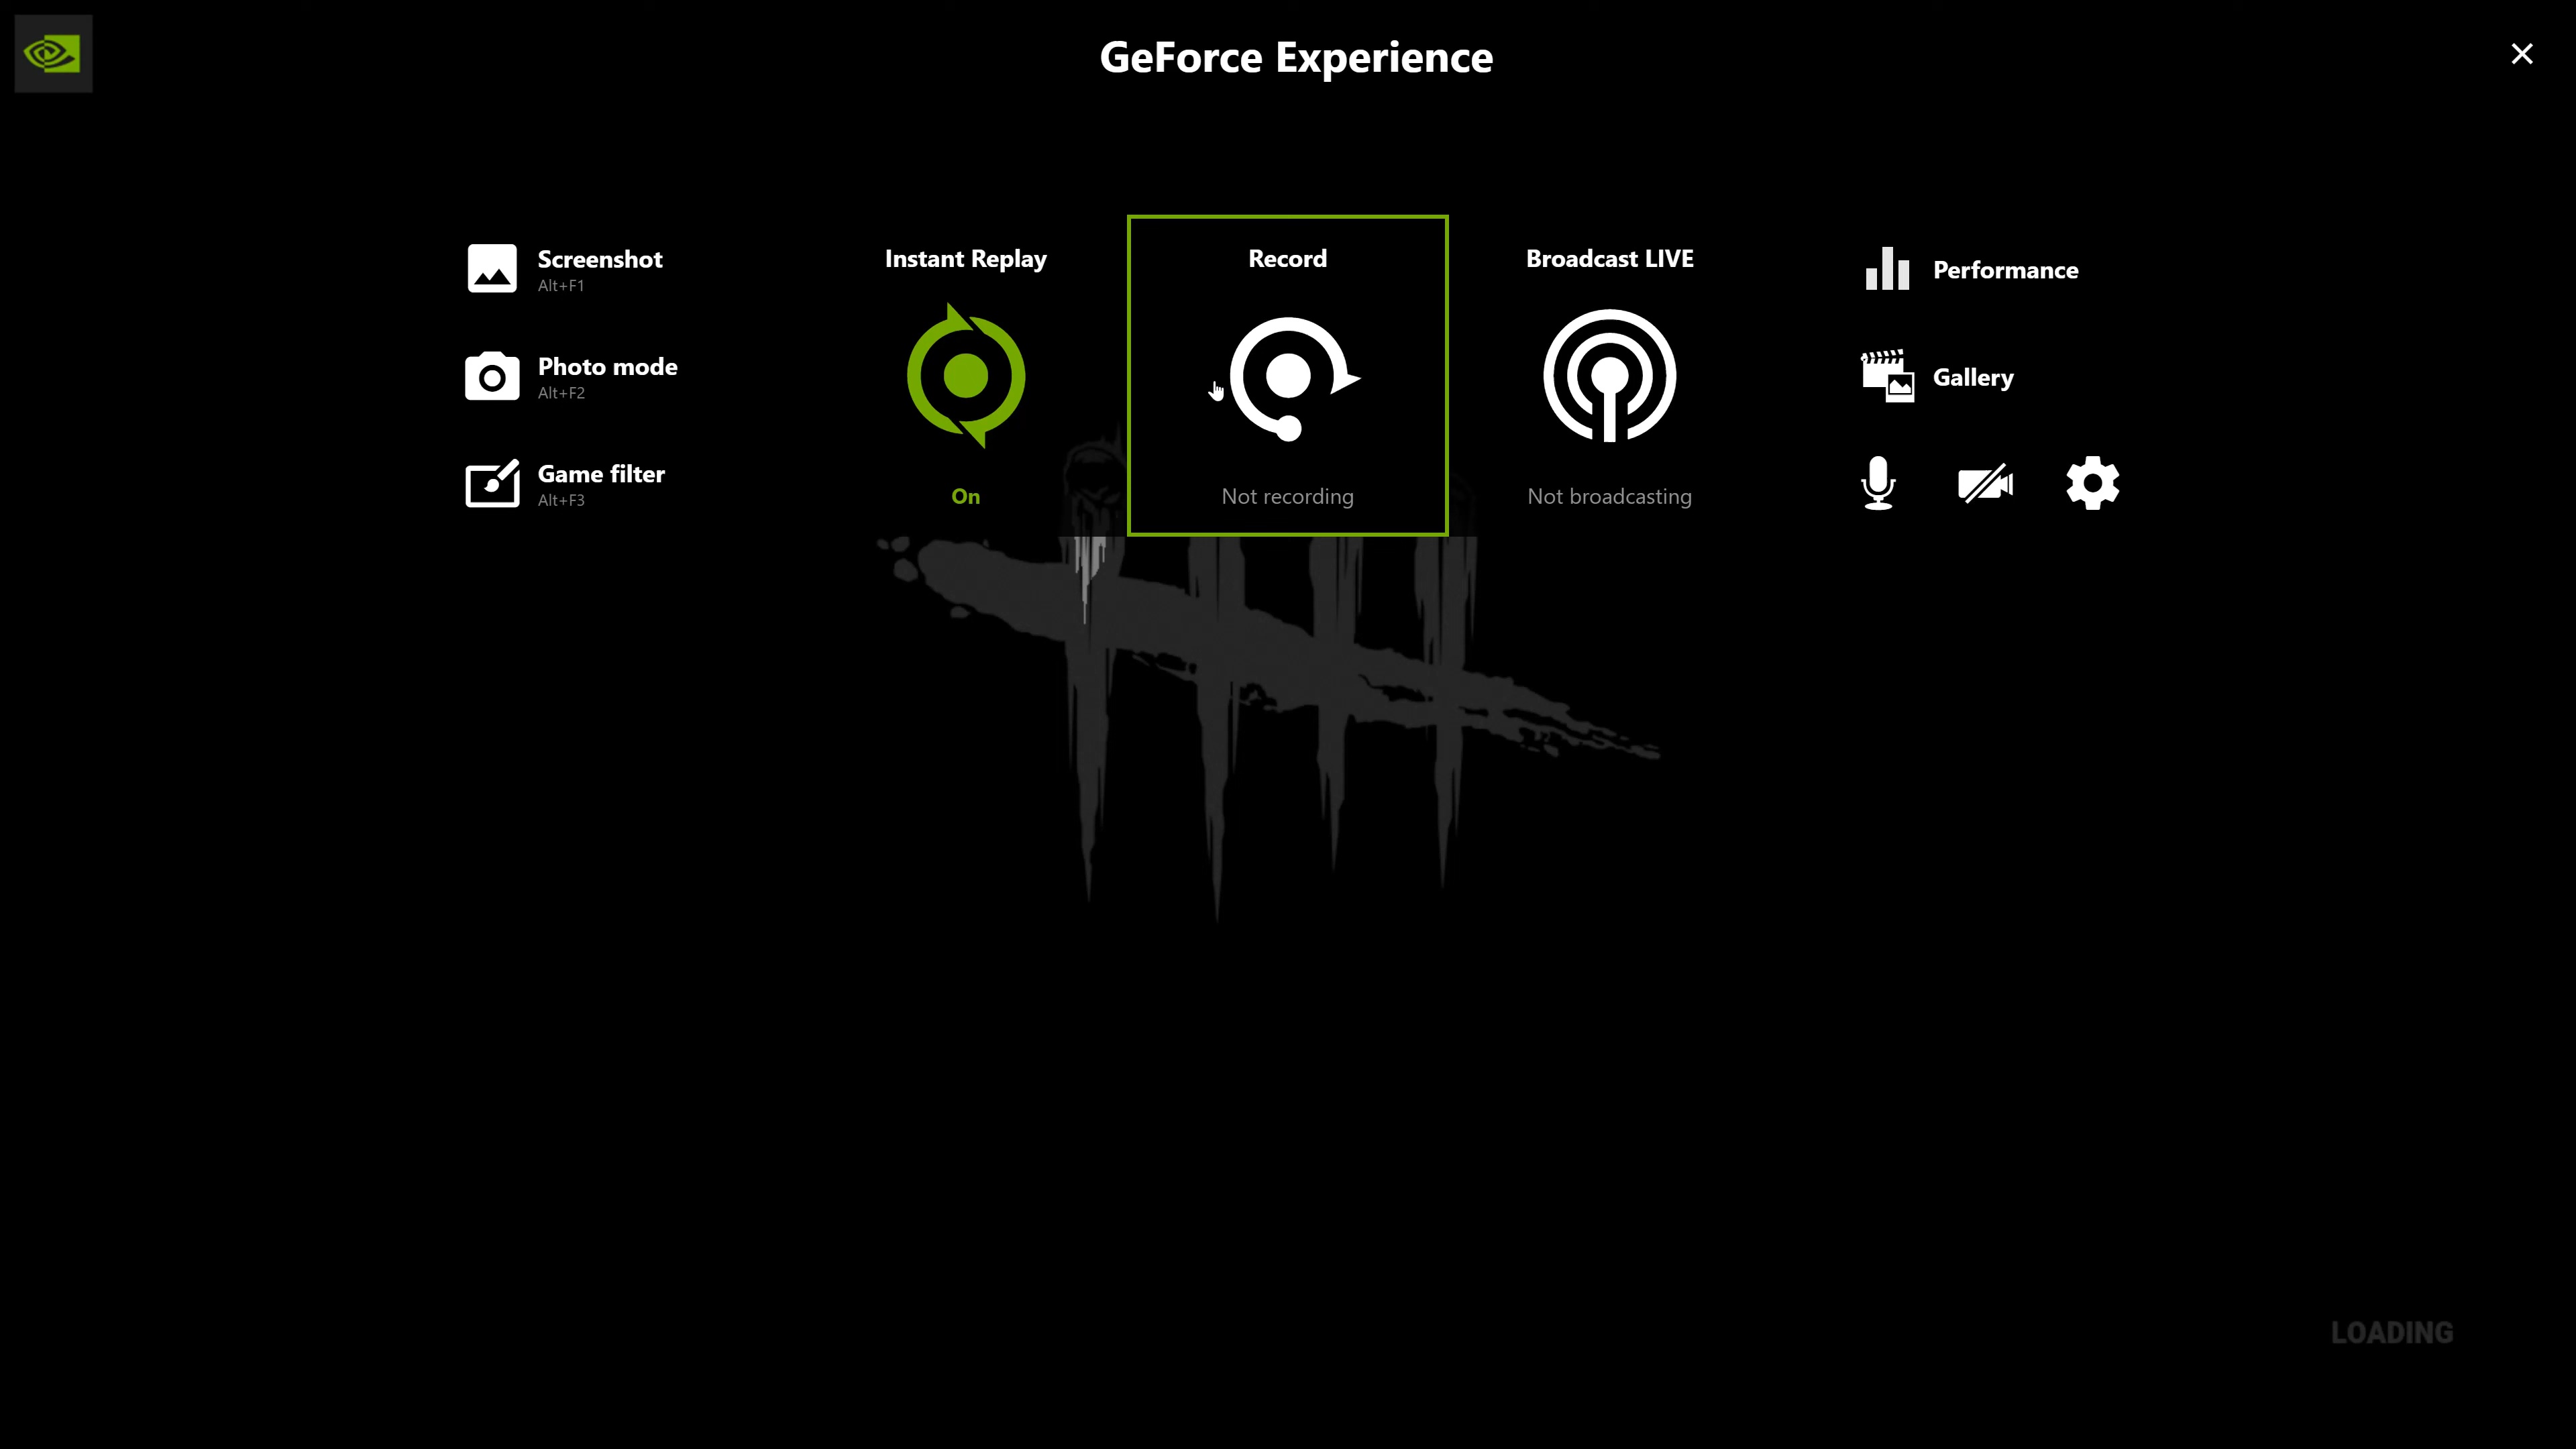 GeForce Experience
Screenshot
Alt+F1
Photo mode
Alt+F2
Game filter
Alt+F3
Instant Replay
On
Record
Not recording
Broadcast LIVE
Not broadcasting
Performance
Gallery
LOADING